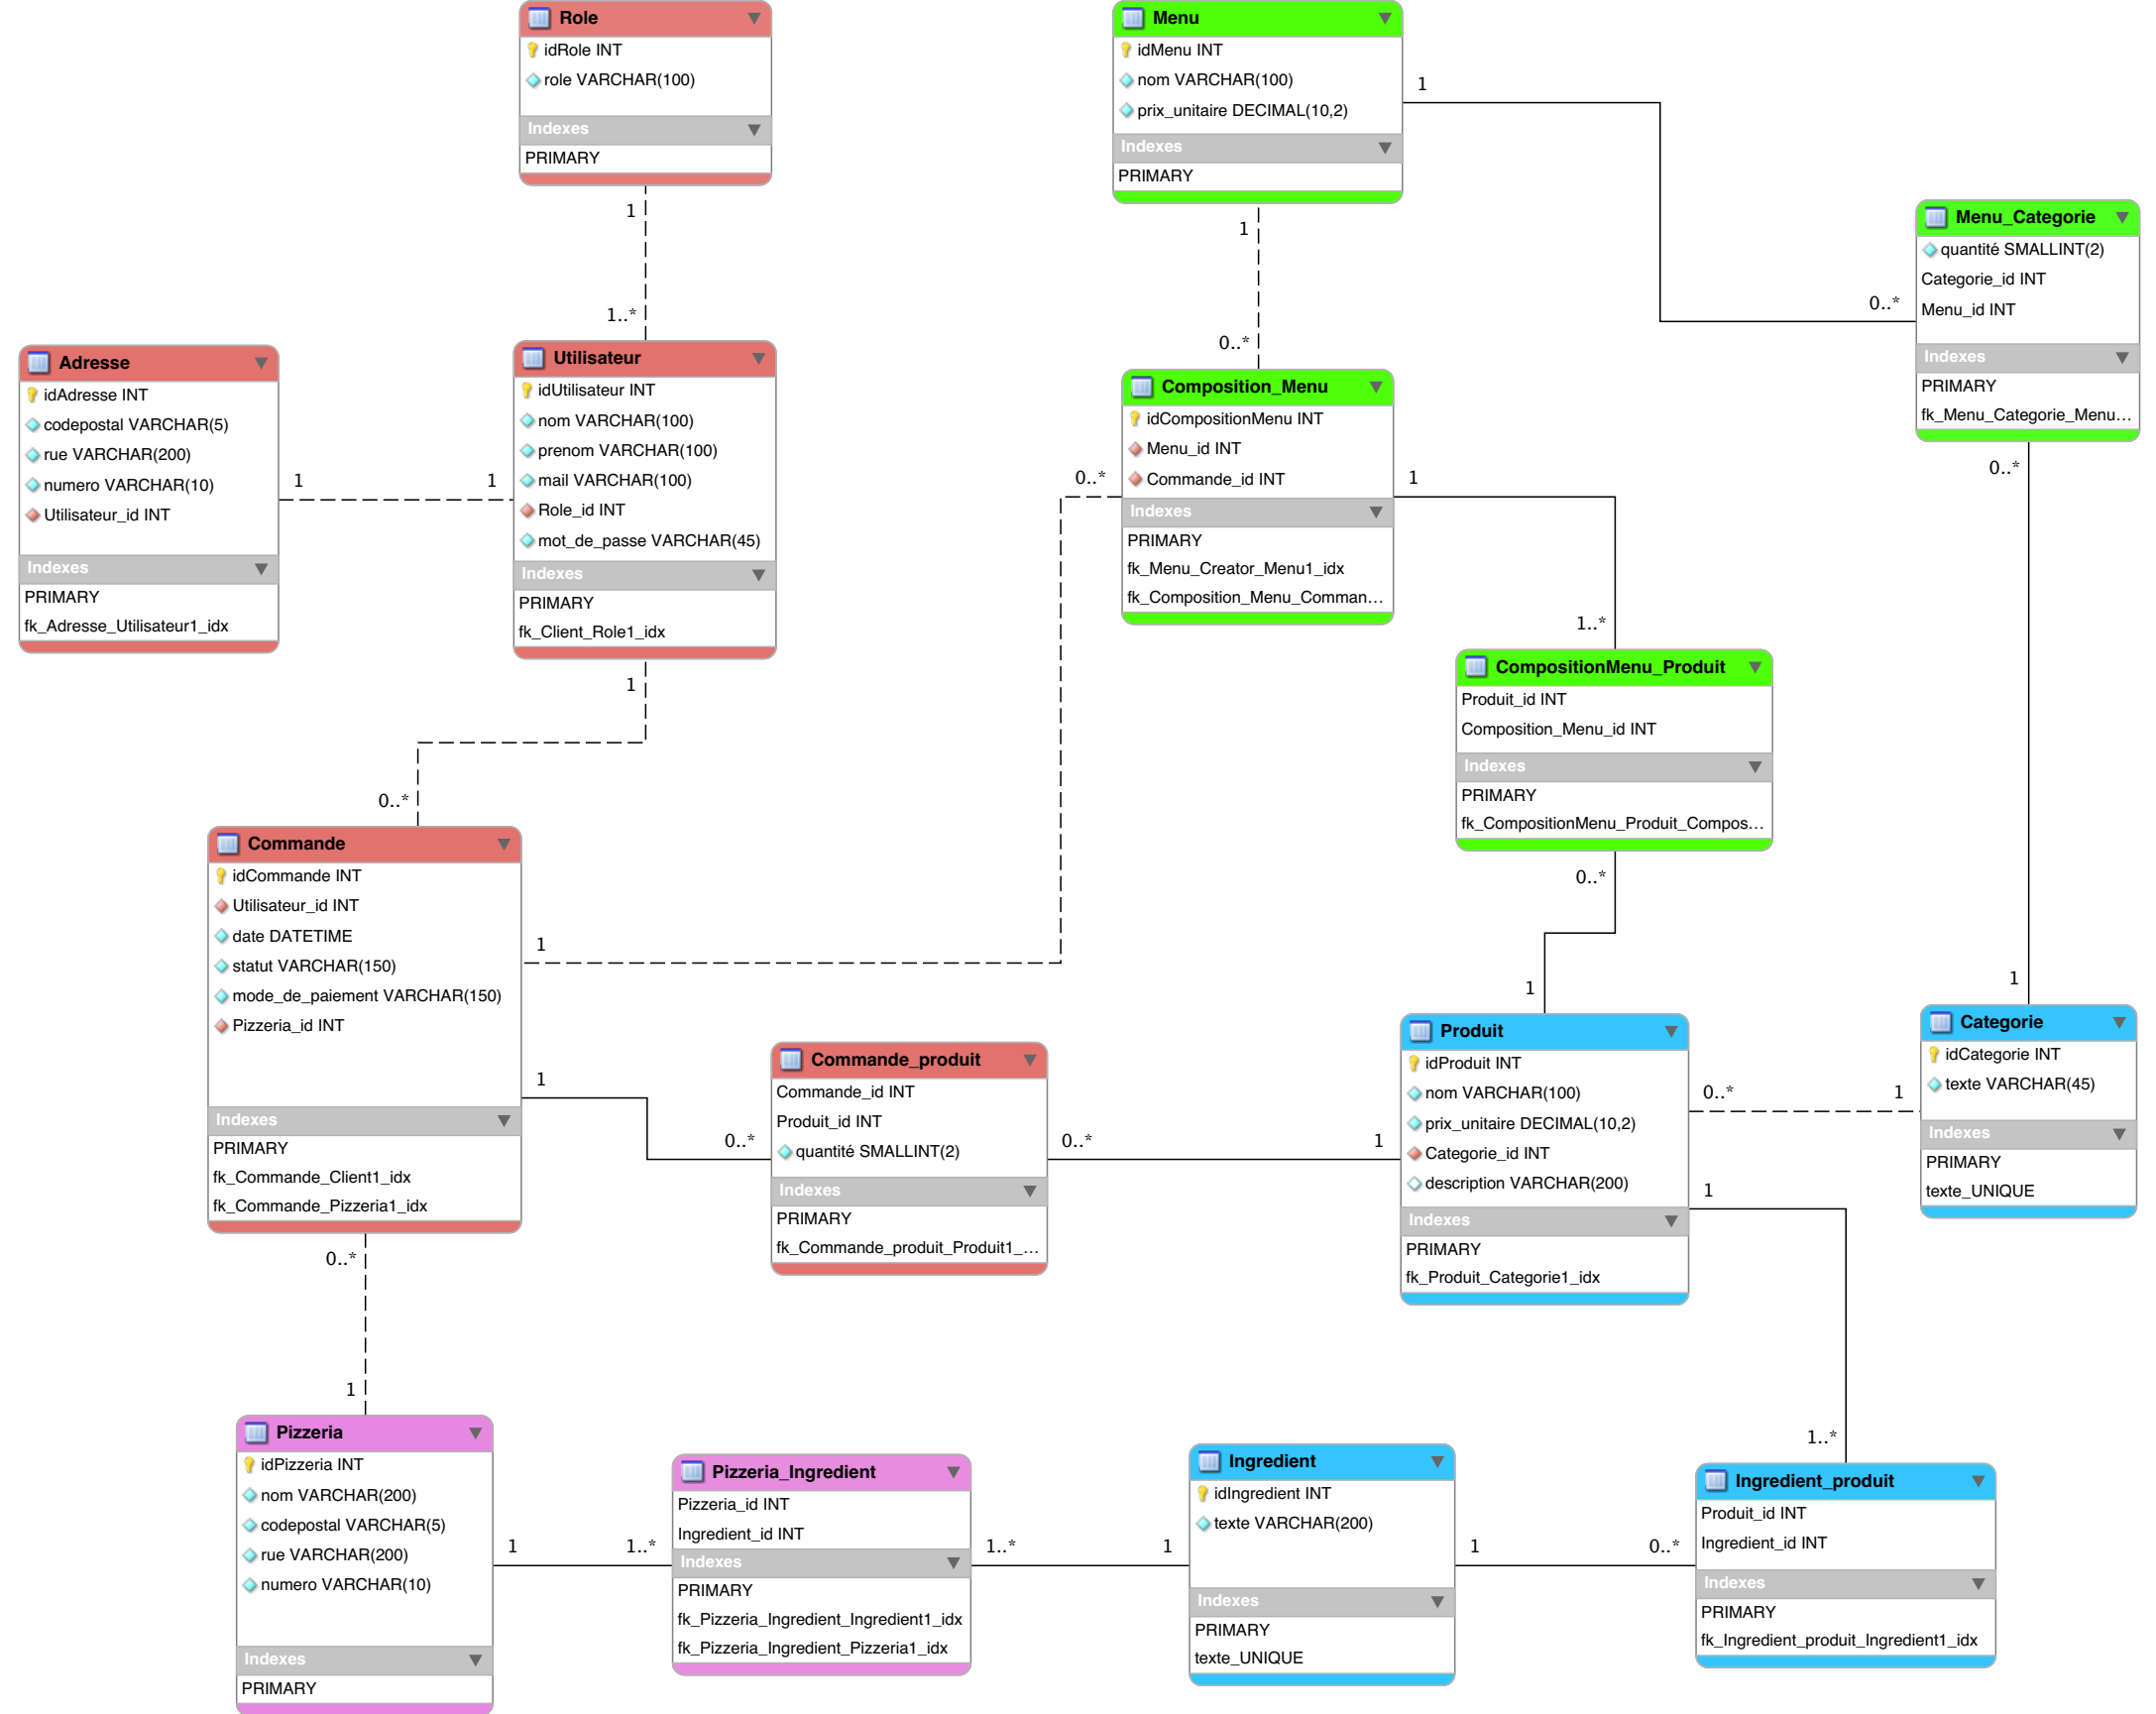 Role
idRole INT
role VARCHAR(100)
Indexes
PRIMARY
1
1..*
Menu
idMenu INT
nom VARCHAR(100)
prix_unitaire DECIMAL(10,2)
Indexes
PRIMARY
1
1
0..*
0..*
Menu_Categorie
quantité SMALLINT(2)
Categorie_id INT
Menu_id INT
Indexes
PRIMARY
fk_Menu_Categorie_Menu...
0..*
1
Adresse
idAdresse INT
codepostal VARCHAR(5)
rue VARCHAR(200)
numero VARCHAR(10)
Utilisateur_id INT
Indexes
PRIMARY
fk_Adresse_Utilisateur1_idx
1
1
Utilisateur
idUtilisateur INT
nom VARCHAR(100)
prenom VARCHAR(100)
mail VARCHAR(100)
Role_id INT
mot_de_passe VARCHAR(45)
Indexes
PRIMARY
fk_Client_Role1_idx
1
0..*
Composition_Menu
idCompositionMenu INT
Menu_id INT
Commande_id INT
Indexes
PRIMARY
fk_Menu_Creator_Menu1_idx
fk_Composition_Menu_Comman...
0..*
1
1
1..*
CompositionMenu_Produit
Produit_id INT
Composition_Menu_id INT
Indexes
PRIMARY
fk_CompositionMenu_Produit_Compos...
0..*
1
Commande
idCommande INT
Utilisateur_id INT
date DATETIME
statut VARCHAR(150)
mode_de_paiement VARCHAR(150)
Pizzeria_id INT
Indexes
PRIMARY
fk_Commande_Client1_idx
fk_Commande_Pizzeria1_idx
1
0..*
0..*
1
Commande_produit
Commande_id INT
Produit_id INT
quantité SMALLINT(2)
Indexes
PRIMARY
fk_Commande_produit_Produit1_...
0..*
1
Produit
idProduit INT
nom VARCHAR(100)
prix_unitaire DECIMAL(10,2)
Categorie_id INT
description VARCHAR(200)
Indexes
PRIMARY
fk_Produit_Categorie1_idx
0..*
1
1
1..*
Categorie
idCategorie INT
texte VARCHAR(45)
Indexes
PRIMARY
texte_UNIQUE
Pizzeria
idPizzeria INT
nom VARCHAR(200)
codepostal VARCHAR(5)
rue VARCHAR(200)
numero VARCHAR(10)
Indexes
PRIMARY
1
1..*
Pizzeria_Ingredient
Pizzeria_id INT
Ingredient_id INT
Indexes
PRIMARY
fk_Pizzeria_Ingredient_Ingredient1_idx
fk_Pizzeria_Ingredient_Pizzeria1_idx
1..*
1
Ingredient
idIngredient INT
texte VARCHAR(200)
Indexes
PRIMARY
texte_UNIQUE
1
0..*
Ingredient_produit
Produit_id INT
Ingredient_id INT
Indexes
PRIMARY
fk_Ingredient_produit_Ingredient1_idx